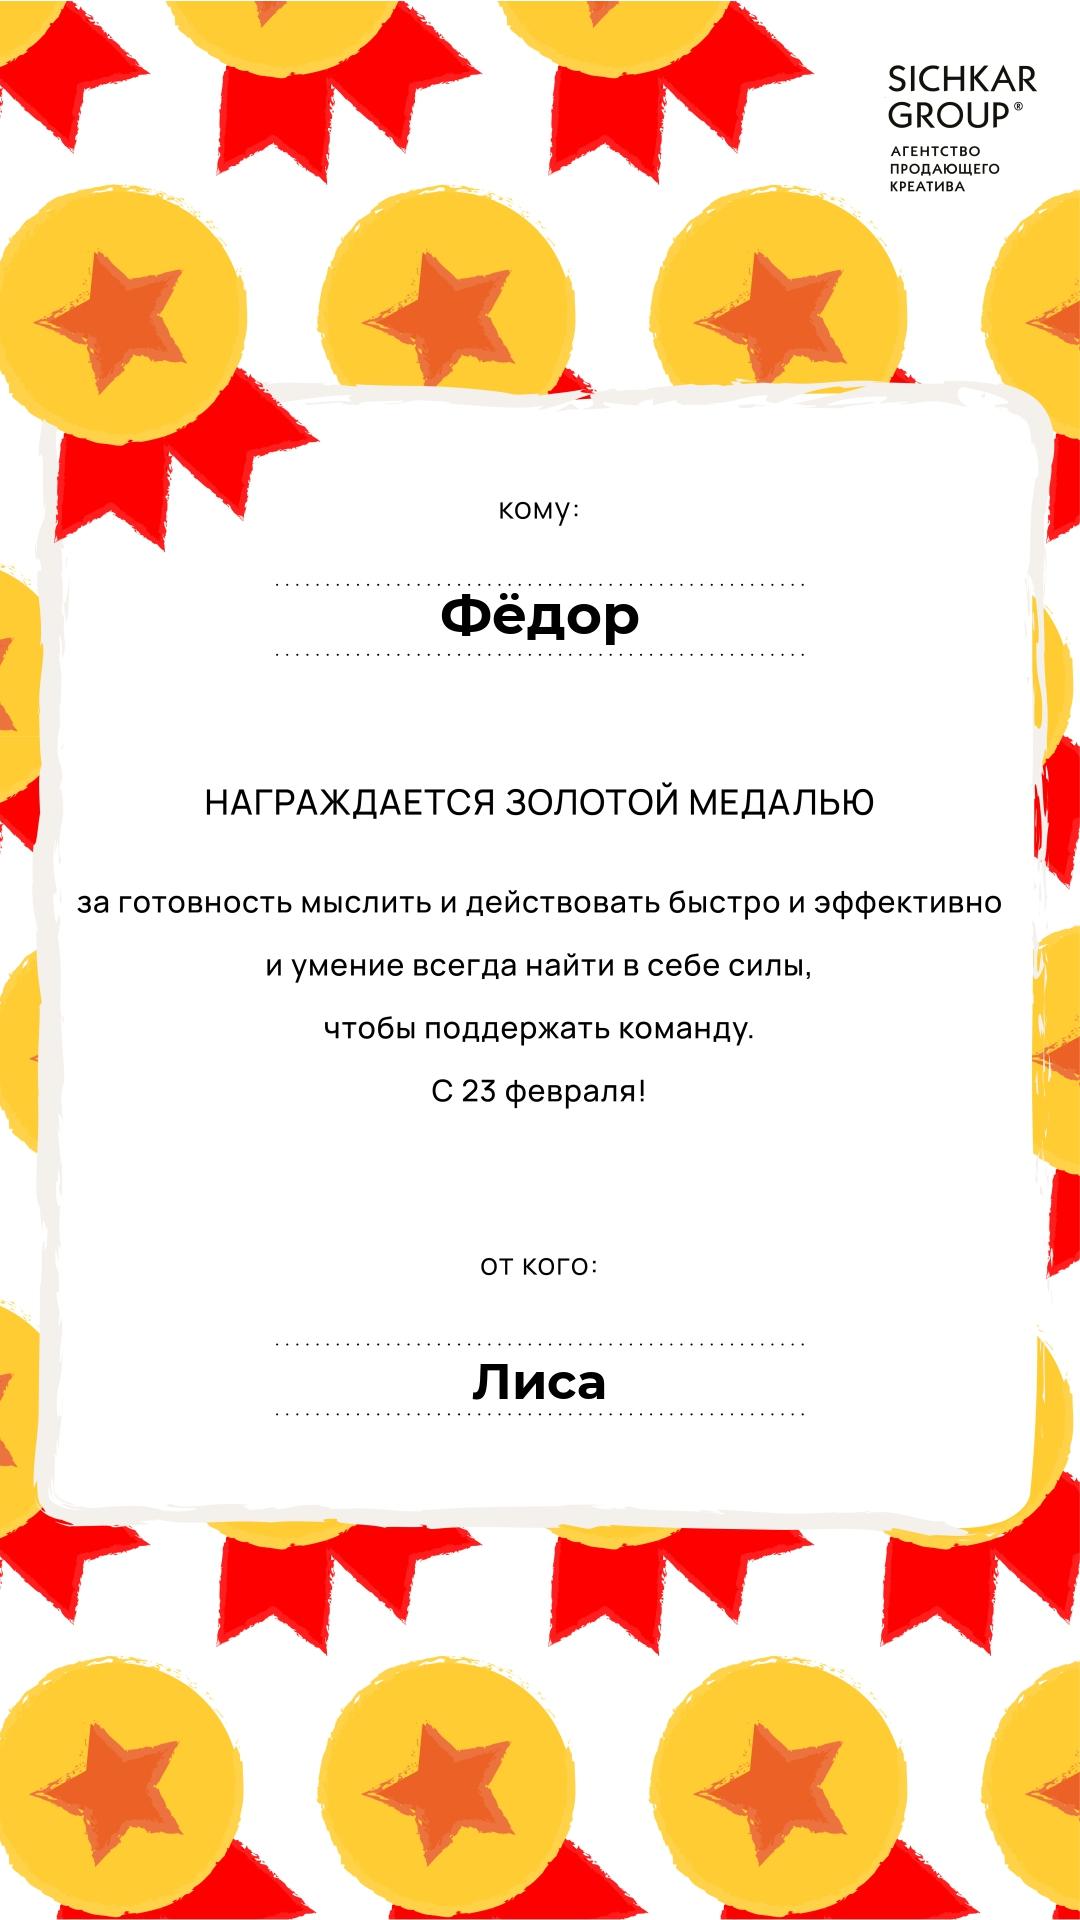 SICHKAR
GROUP®
АГЕНТСТВО
ПРОДАЮЩЕГО
КРЕАТИВА
кому:
Фёдор
НАГРАЖДАЕТСЯ ЗОЛОТОЙ МЕДАЛЬЮ
за готовность мыслить и действовать быстро и эффективно
и умение всегда найти в себе силы,
чтобы поддержать команду.
С 23 февраля!
от кого:
Лиса